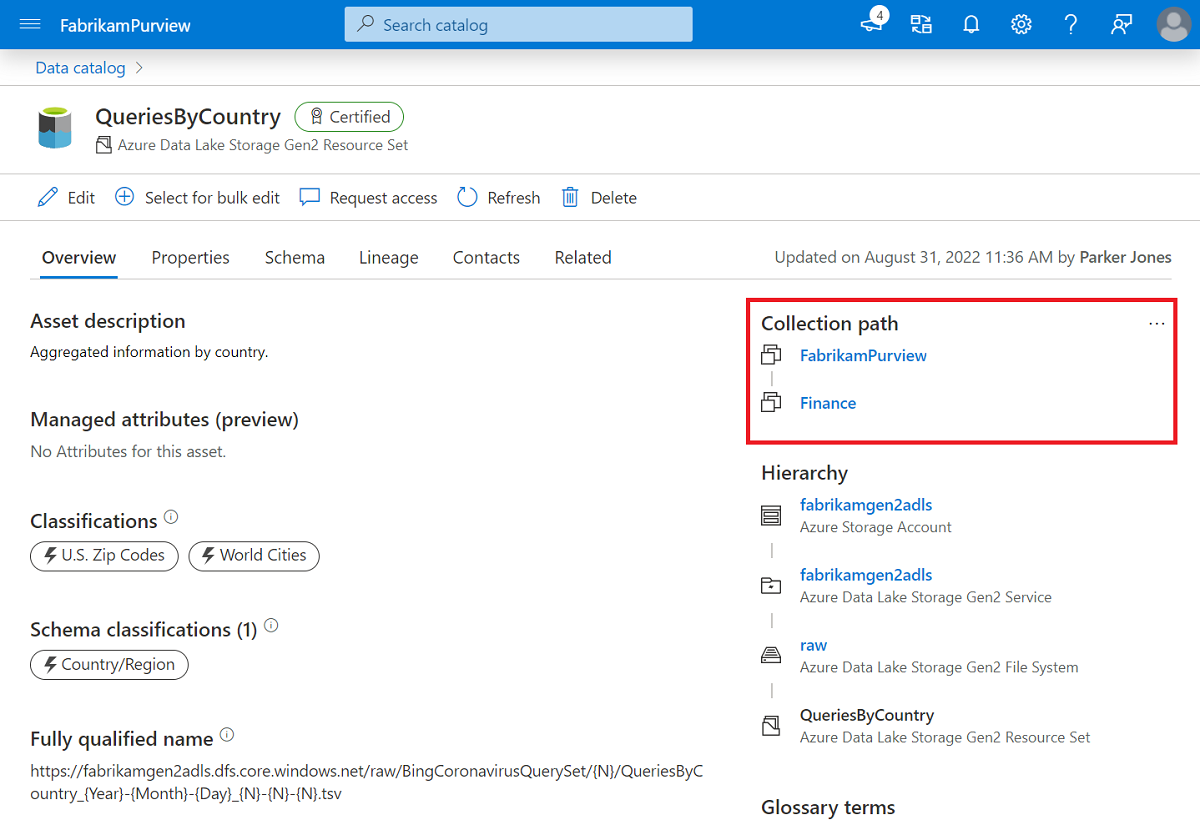 FabrikamPurview
Search catalog
4
Data catalog
QueriesByCountry
Certified
Azure Data Lake Storage Gen2 Resource Set
Edit
Select for bulk edit
Request access
Refresh
Delete
Overview
Properties
Schema
Lineage
Contacts
Related
Updated on August 31, 2022 11:36 AM by Parker Jones
Asset description
Aggregated information by country.
Managed attributes (preview)
No Attributes for this asset.
Classifications
U.S. Zip Codes
World Cities
Schema classifications (1)
Country/Region
Fully qualified name
https://fabrikamgen2adls.dfs.core.windows.net/raw/BingCoronavirusQuerySet/{N}/QueriesByC
ountry_{Year}-{Month}-{Day}_{N}-{N}-{N}.tsv
Collection path
...
FabrikamPurview
Finance
Hierarchy
fabrikamgen2adls
Azure Storage Account
fabrikamgen2adls
Azure Data Lake Storage Gen2 Service
raw
Azure Data Lake Storage Gen2 File System
QueriesByCountry
Azure Data Lake Storage Gen2 Resource Set
Glossary terms